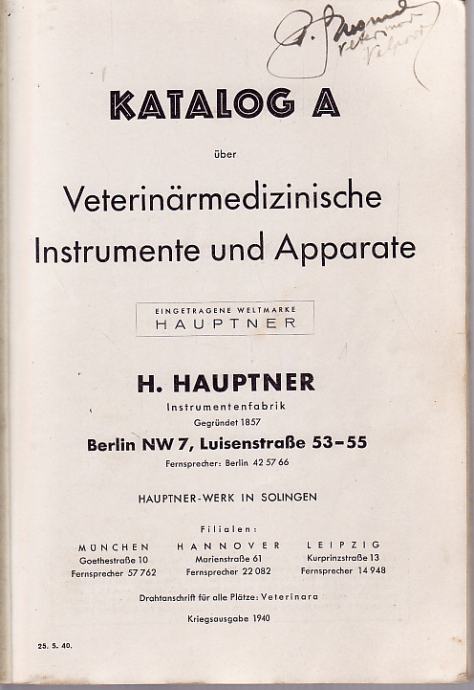 Veterinar
KATALOG A
über
Veterinärmedizinische
Instrumente und Apparate
EINGETRAGENE WELTMARKE
HAUPTNER
H. HAUPTNER
Instrumentenfabrik
Gegründet 1857
Berlin NW 7, Luisenstraße 53–55
Fernsprecher: Berlin 42 57 66
HAUPTNER-WERK IN SOLINGEN
Filialen:
MÜNCHEN HANNOVER LEIPZIG
Goethestraße 10 Marienstraße 61 Kurprinzstraße 13
Fernsprecher 57 762 Fernsprecher 22 082 Fernsprecher 14 948
Drahtanschrift für alle Plätze: Veterinara
Kriegsausgabe 1940
25. 5. 40.